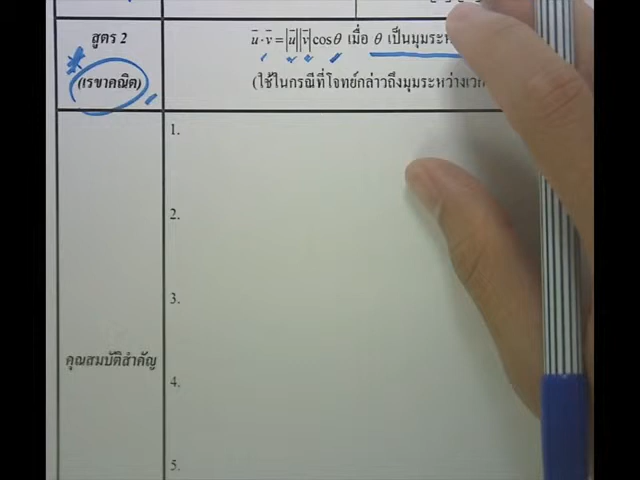 สูตร 2
(เรขาคณิต)
ū · v̄ = |ū||v̄| cos θ เมื่อ θ เป็นมุมระห
(ใช้ในกรณีที่โจทย์กล่าวถึงมุมระหว่างเวก
1.
2.
3.
คุณสมบัติสำคัญ
4.
5.